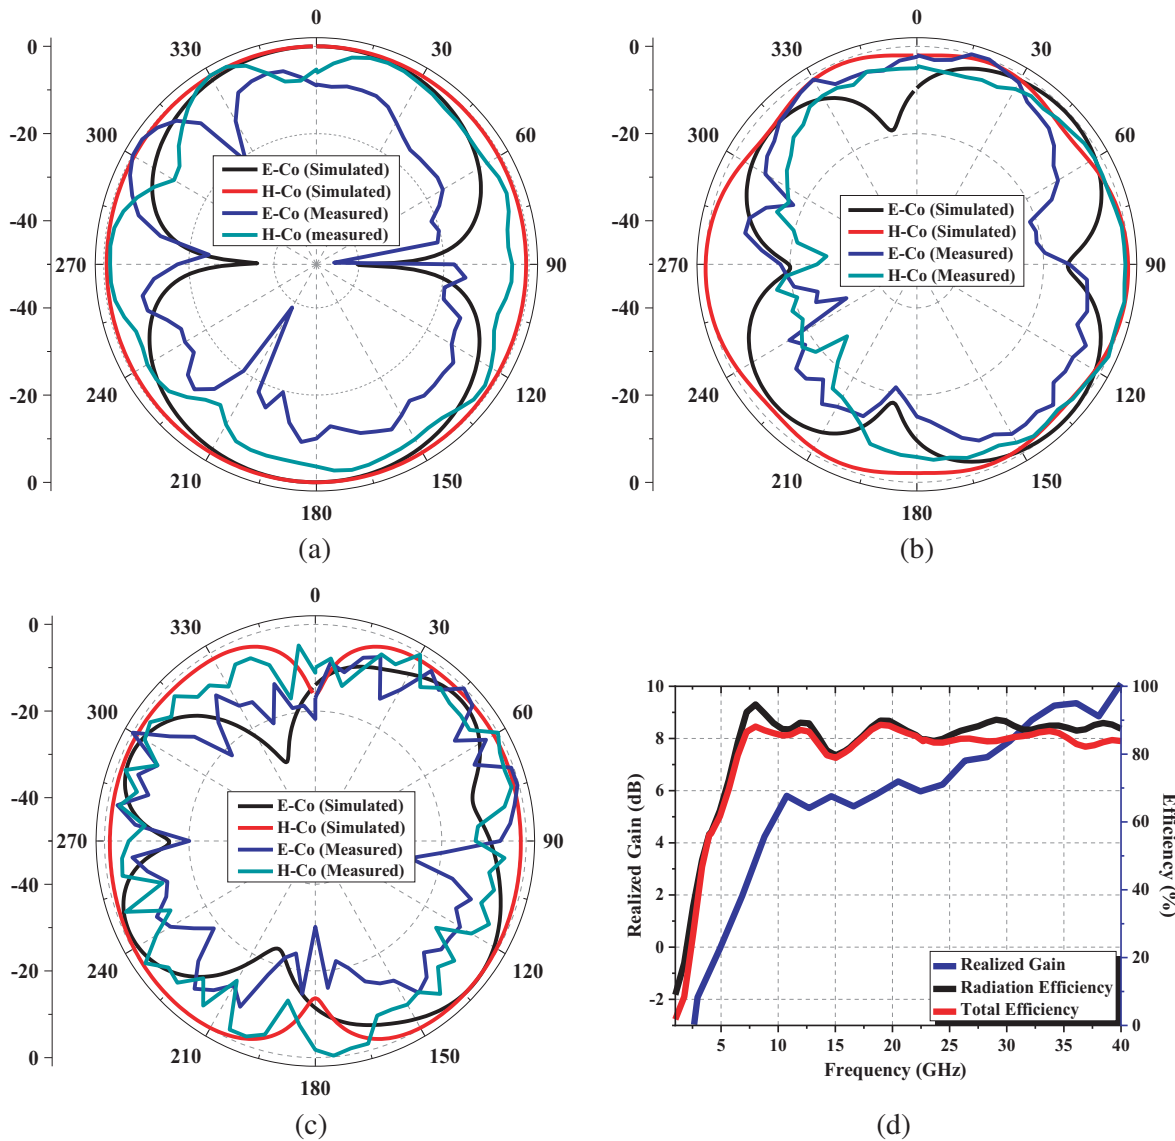 0
330
30
0
-20
300
60
-40
E-Co (Simulated)
H-Co (Simulated)
E-Co (Measured)
H-Co (measured)
270
90
-40
-20
240
120
0
210
150
180
(a)
0
330
30
0
-20
300
60
-40
E-Co (Simulated)
H-Co (Simulated)
E-Co (Measured)
H-Co (Measured)
270
90
-40
-20
240
120
0
210
150
180
(b)
0
330
30
0
-20
300
60
-40
E-Co (Simulated)
H-Co (Simulated)
E-Co (Measured)
H-Co (Measured)
270
90
-40
-20
240
120
0
210
150
180
(c)
10
8
6
4
2
0
-2
Realized Gain (dB)
100
80
60
40
20
0
Efficiency (%)
Realized Gain
Radiation Efficiency
Total Efficiency
5 10 15 20 25 30 35 40
Frequency (GHz)
(d)